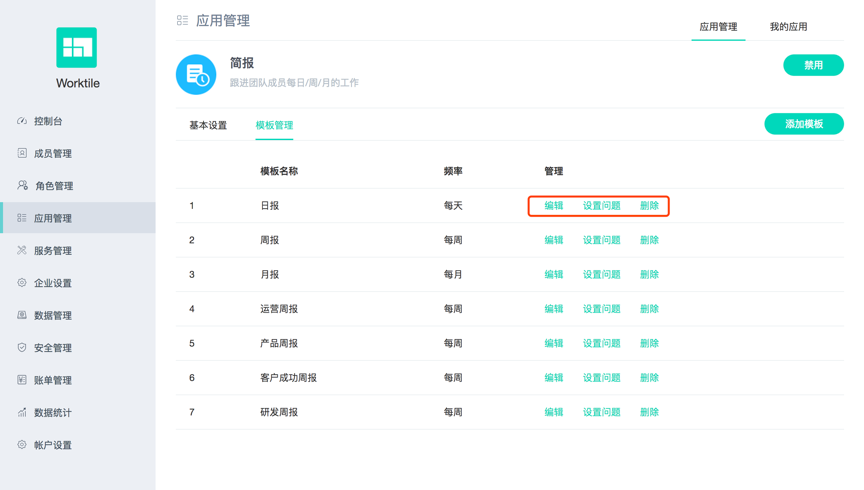 Worktile
控制台
成员管理
角色管理
应用管理
服务管理
企业设置
数据管理
安全管理
账单管理
数据统计
帐户设置
应用管理
应用管理 我的应用
简报
跟进团队成员每日/周/月的工作
禁用
基本设置 模板管理
添加模板
模板名称 频率 管理
1 日报 每天 编辑 设置问题 删除
2 周报 每周 编辑 设置问题 删除
3 月报 每月 编辑 设置问题 删除
4 运营周报 每周 编辑 设置问题 删除
5 产品周报 每周 编辑 设置问题 删除
6 客户成功周报 每周 编辑 设置问题 删除
7 研发周报 每周 编辑 设置问题 删除